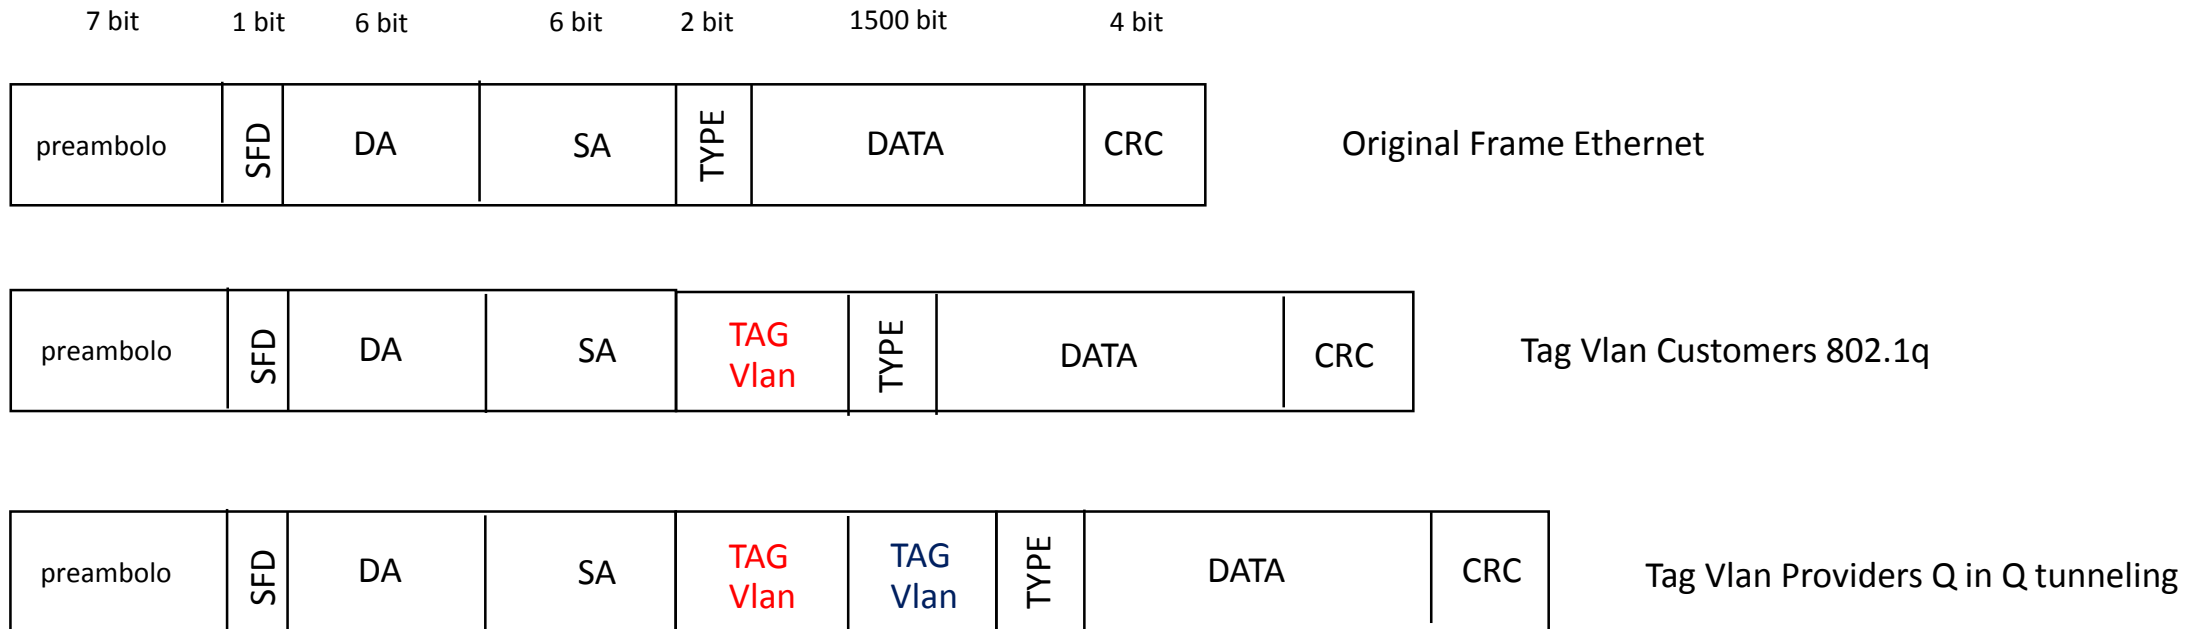 7 bit 1 bit 6 bit 6 bit 2 bit 1500 bit 4 bit
preambolo SFD DA SA TYPE DATA CRC Original Frame Ethernet
preambolo SFD DA SA TAG Vlan TYPE DATA CRC Tag Vlan Customers 802.1q
preambolo SFD DA SA TAG Vlan TAG Vlan TYPE DATA CRC Tag Vlan Providers Q in Q tunneling